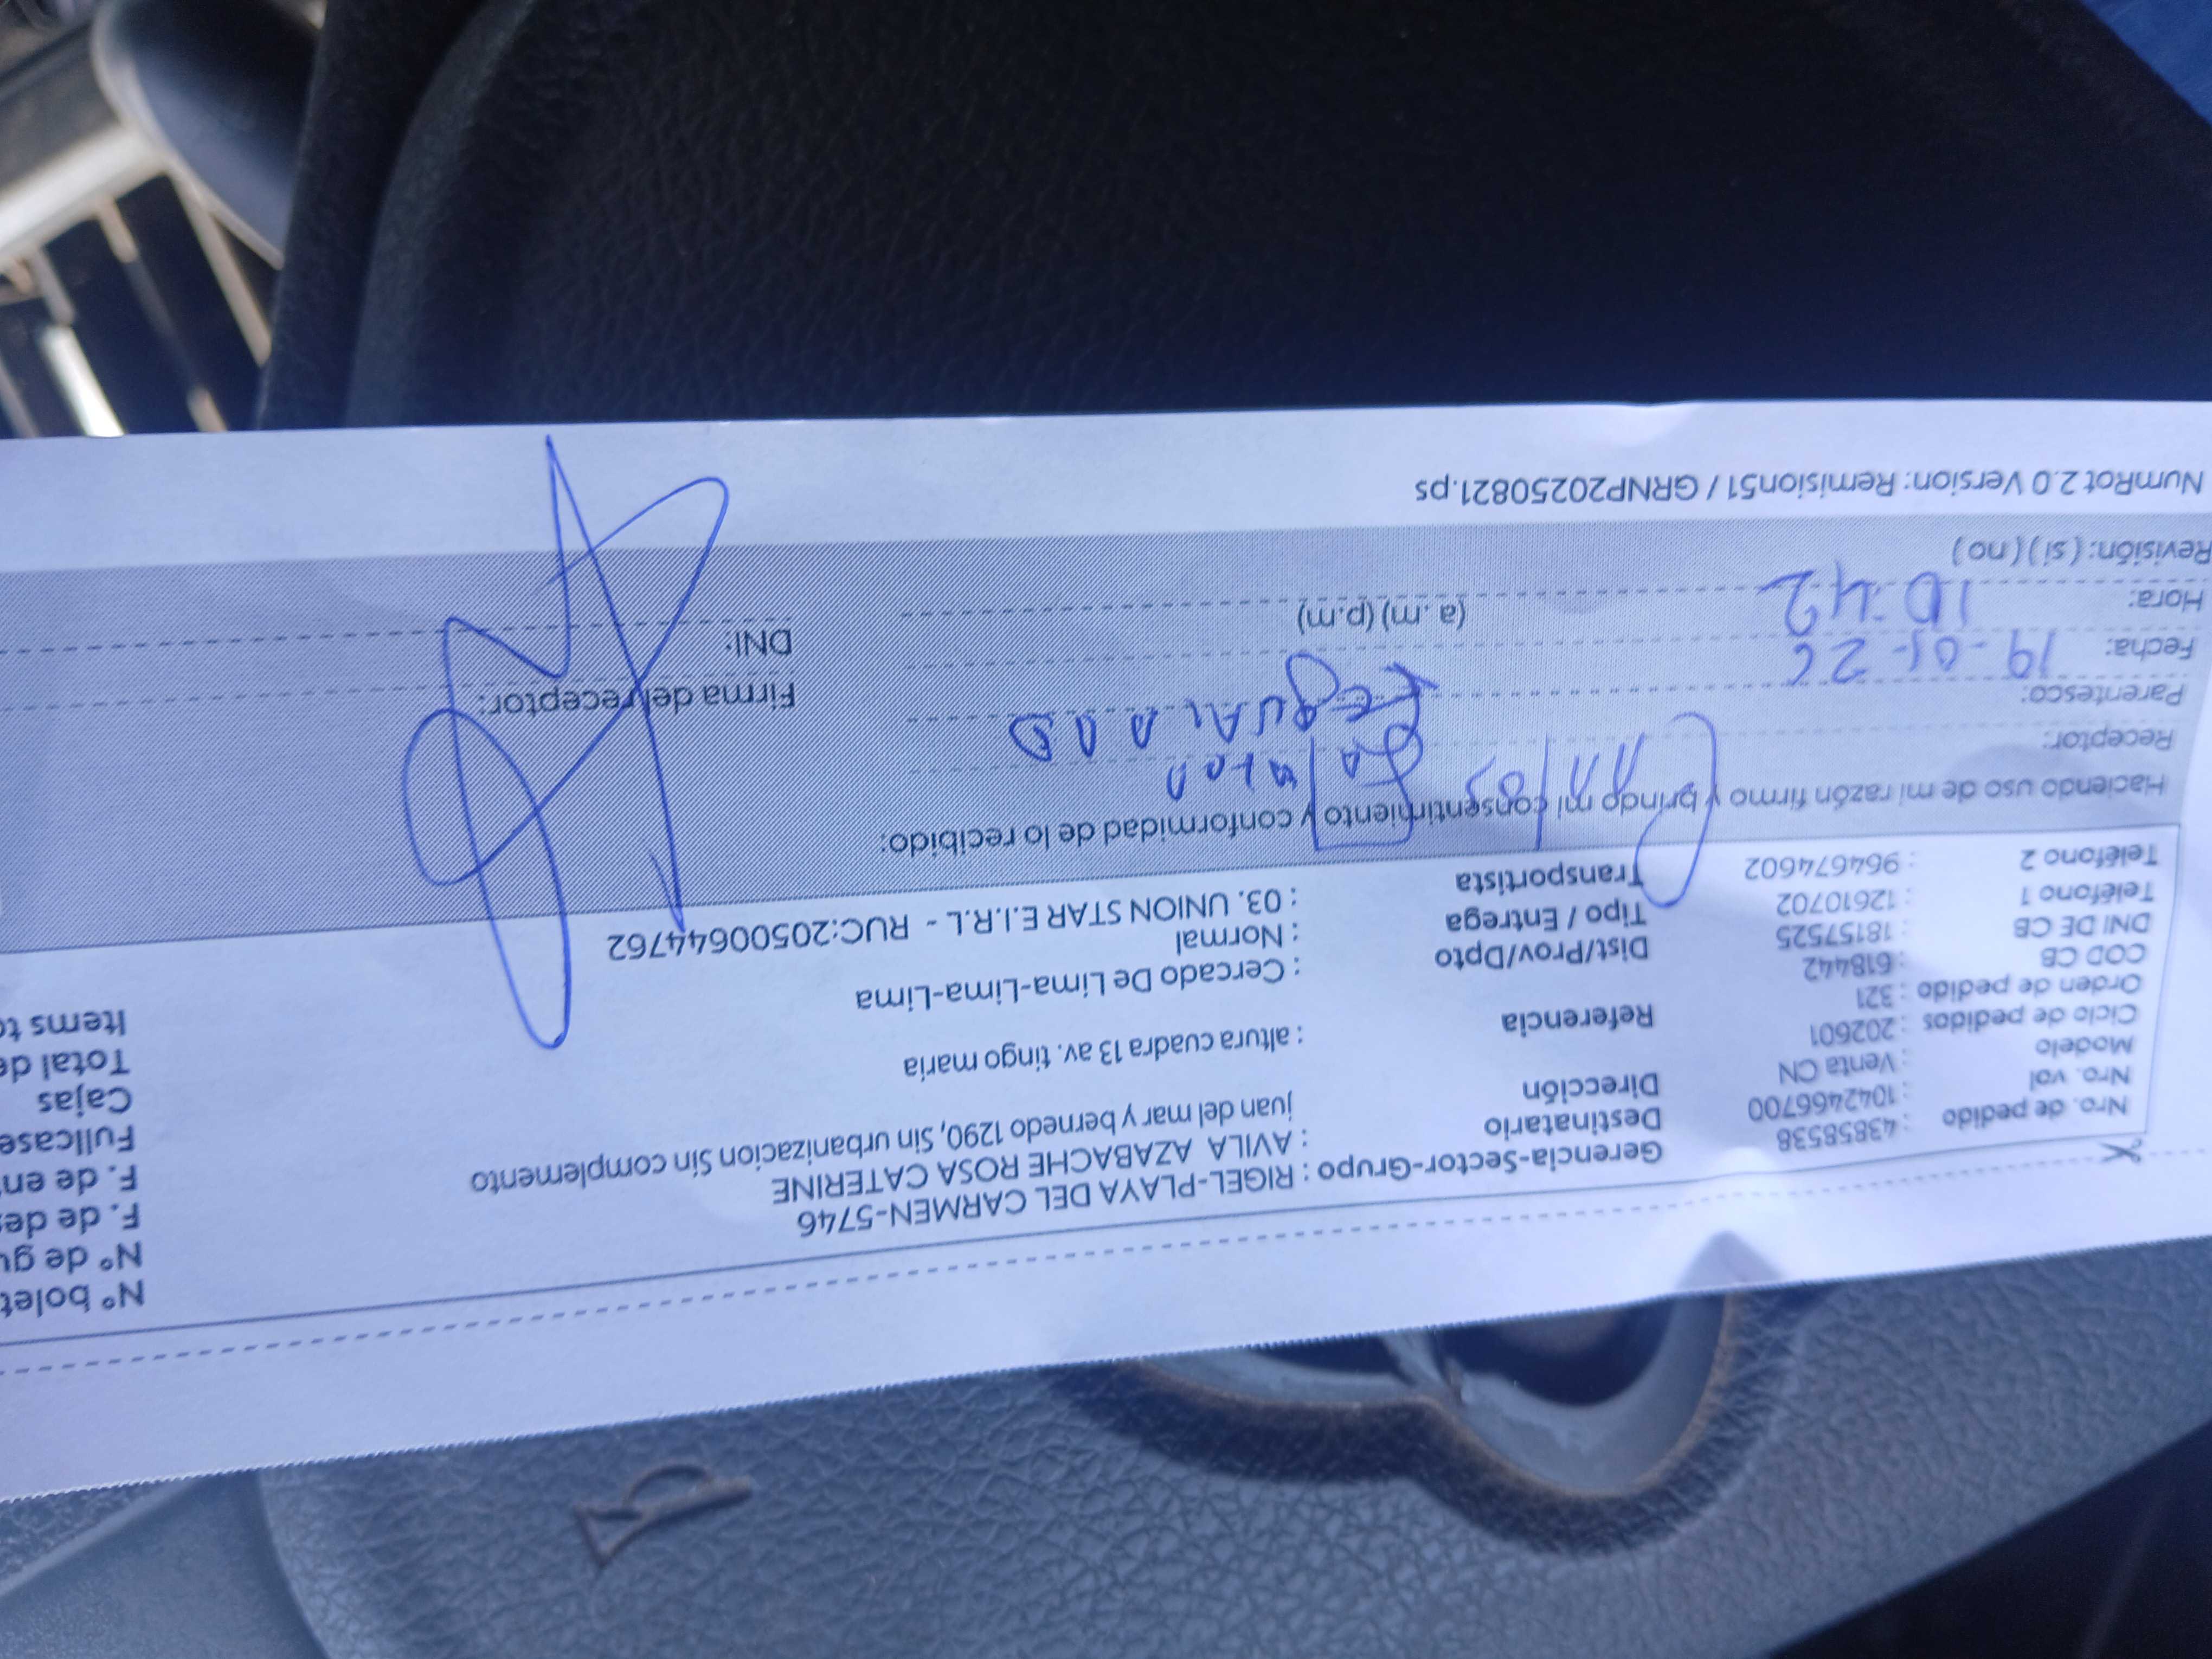 Nro. de pedido : 43858538
Nro. vol : 1042466700
Modelo : Venta CN
Ciclo de pedidos : 202601
Orden de pedido : 321
COD CB : 618442
DNI DE CB : 18157525
Teléfono 1 : 12610702
Teléfono 2 : 964674602
Gerencia-Sector-Grupo : RIGEL-PLAYA DEL CARMEN-5746
Destinatario : AVILA AZABACHE ROSA CATERINE
Dirección juan del mar y bernedo 1290, Sin urbanizacion Sin complemento
Referencia : altura cuadra 13 av. tingo maria
Dist/Prov/Dpto : Cercado De Lima-Lima-Lima
Tipo / Entrega : Normal
Transportista : 03. UNION STAR E.I.R.L - RUC:20500644762
N° bolet
N° de gu
F. de des
F. de en
Fullcase
Cajas
Total de
Items to
Haciendo uso de mi razón firmo y brindo mi consentimiento y conformidad de lo recibido:
Receptor:
Parentesco:
Fecha: 19-01-26
Hora: 10:42 (a.m) (p.m)
Revisión: (si) (no)
Firma del receptor:
DNI:
NumRot 2.0 Version: Remision51 / GRNP20250821.ps